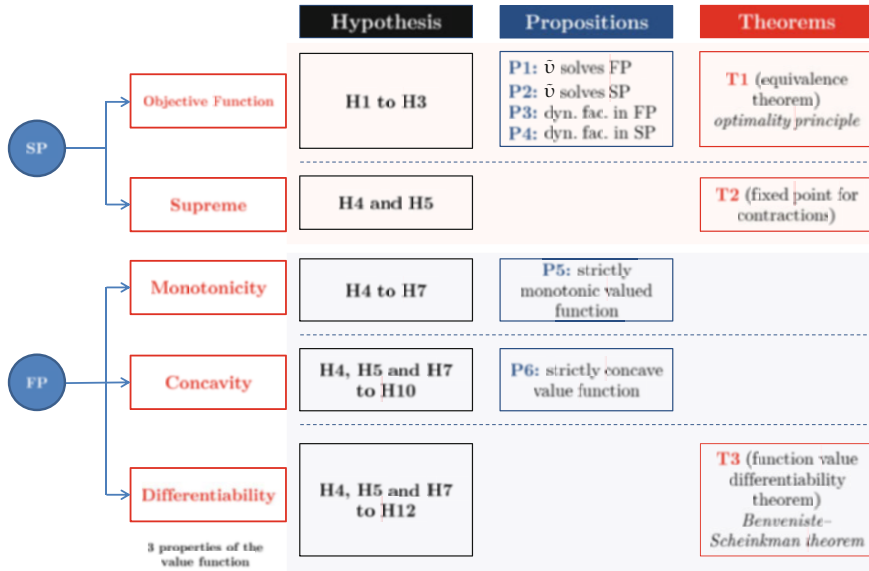 Hypothesis
Propositions
Theorems
SP
Objective Function
H1 to H3
P1: ῡ solves FP
P2: ῡ solves SP
P3: dyn. fac. in FP
P4: dyn. fac. in SP
T1 (equivalence
theorem)
optimality principle
Supreme
H4 and H5
T2 (fixed point for
contractions)
FP
Monotonicity
H4 to H7
P5: strictly
monotonic valued
function
Concavity
H4, H5 and H7
to H10
P6: strictly concave
value function
Differentiability
H4, H5 and H7
to H12
T3 (function value
differentiability
theorem)
Benveniste–
Scheinkman theorem
3 properties of the
value function